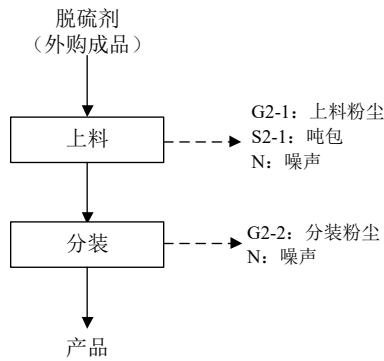 脱硫剂
（外购成品）
上料
G2-1：上料粉尘
S2-1：吨包
N：噪声
分装
G2-2：分装粉尘
N：噪声
产品